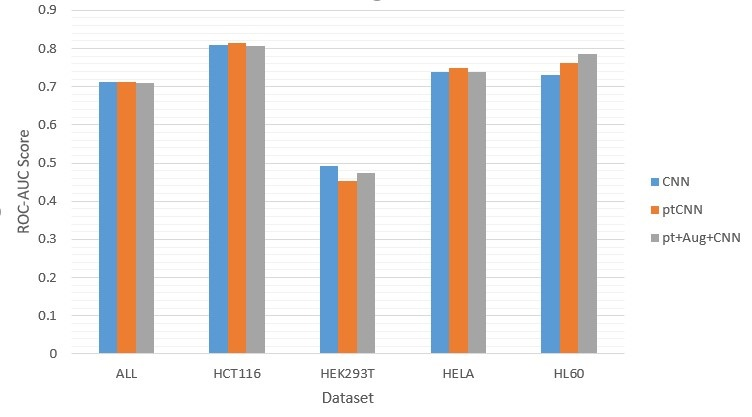 0.9
0.8
0.7
0.6
0.5
0.4
0.3
0.2
0.1
0
ROC-AUC Score
ALL HCT116 HEK293T HELA HL60
Dataset
CNN
ptCNN
pt+Aug+CNN